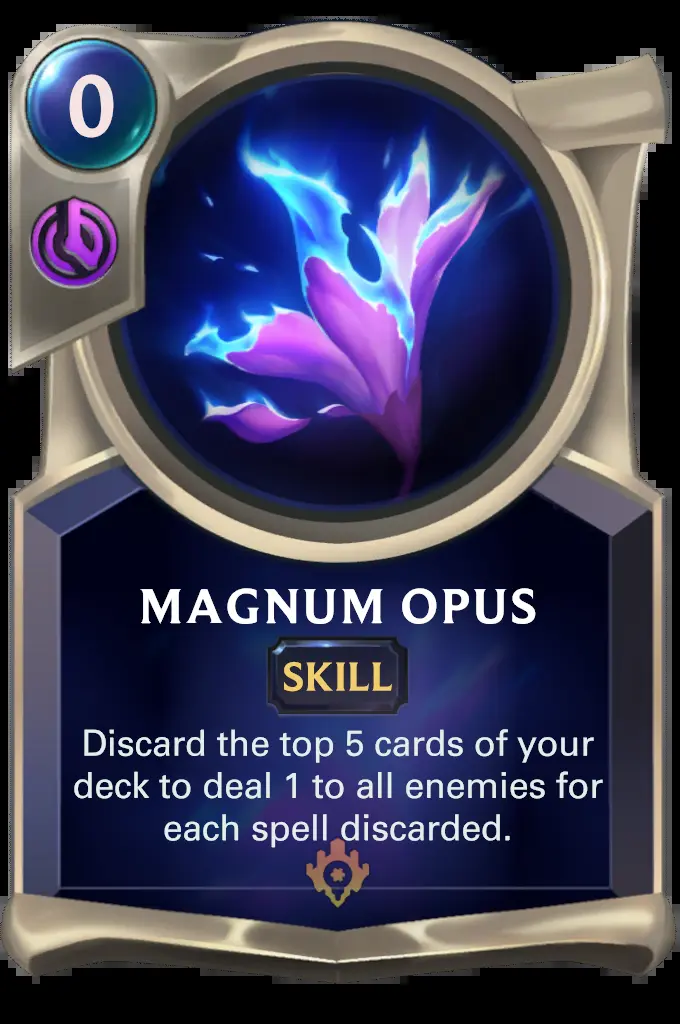 0
MAGNUM OPUS
SKILL
Discard the top 5 cards of your
deck to deal 1 to all enemies for
each spell discarded.